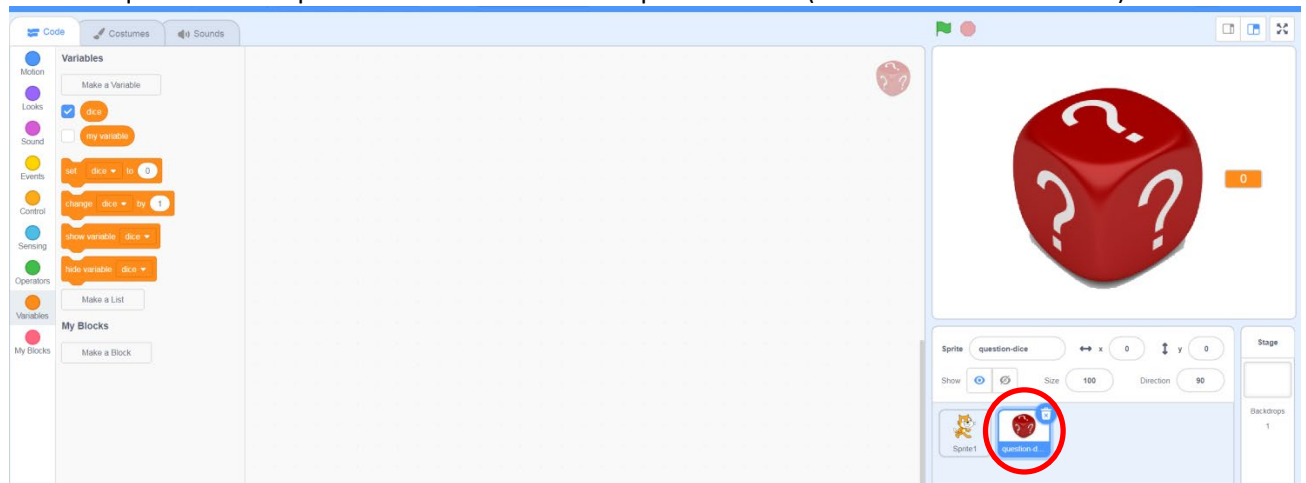 Code
Costumes
Sounds
Motion
Looks
Sound
Events
Control
Sensing
Operators
Variables
My Blocks
Variables
Make a Variable
dice
my variable
set dice to 0
change dice by 1
show variable dice
hide variable dice
Make a List
My Blocks
Make a Block
?
? ?
0
Sprite question-dice x 0 y 0
Show Size 100 Direction 90
Sprite1
question-d...
Stage
Backdrops
1